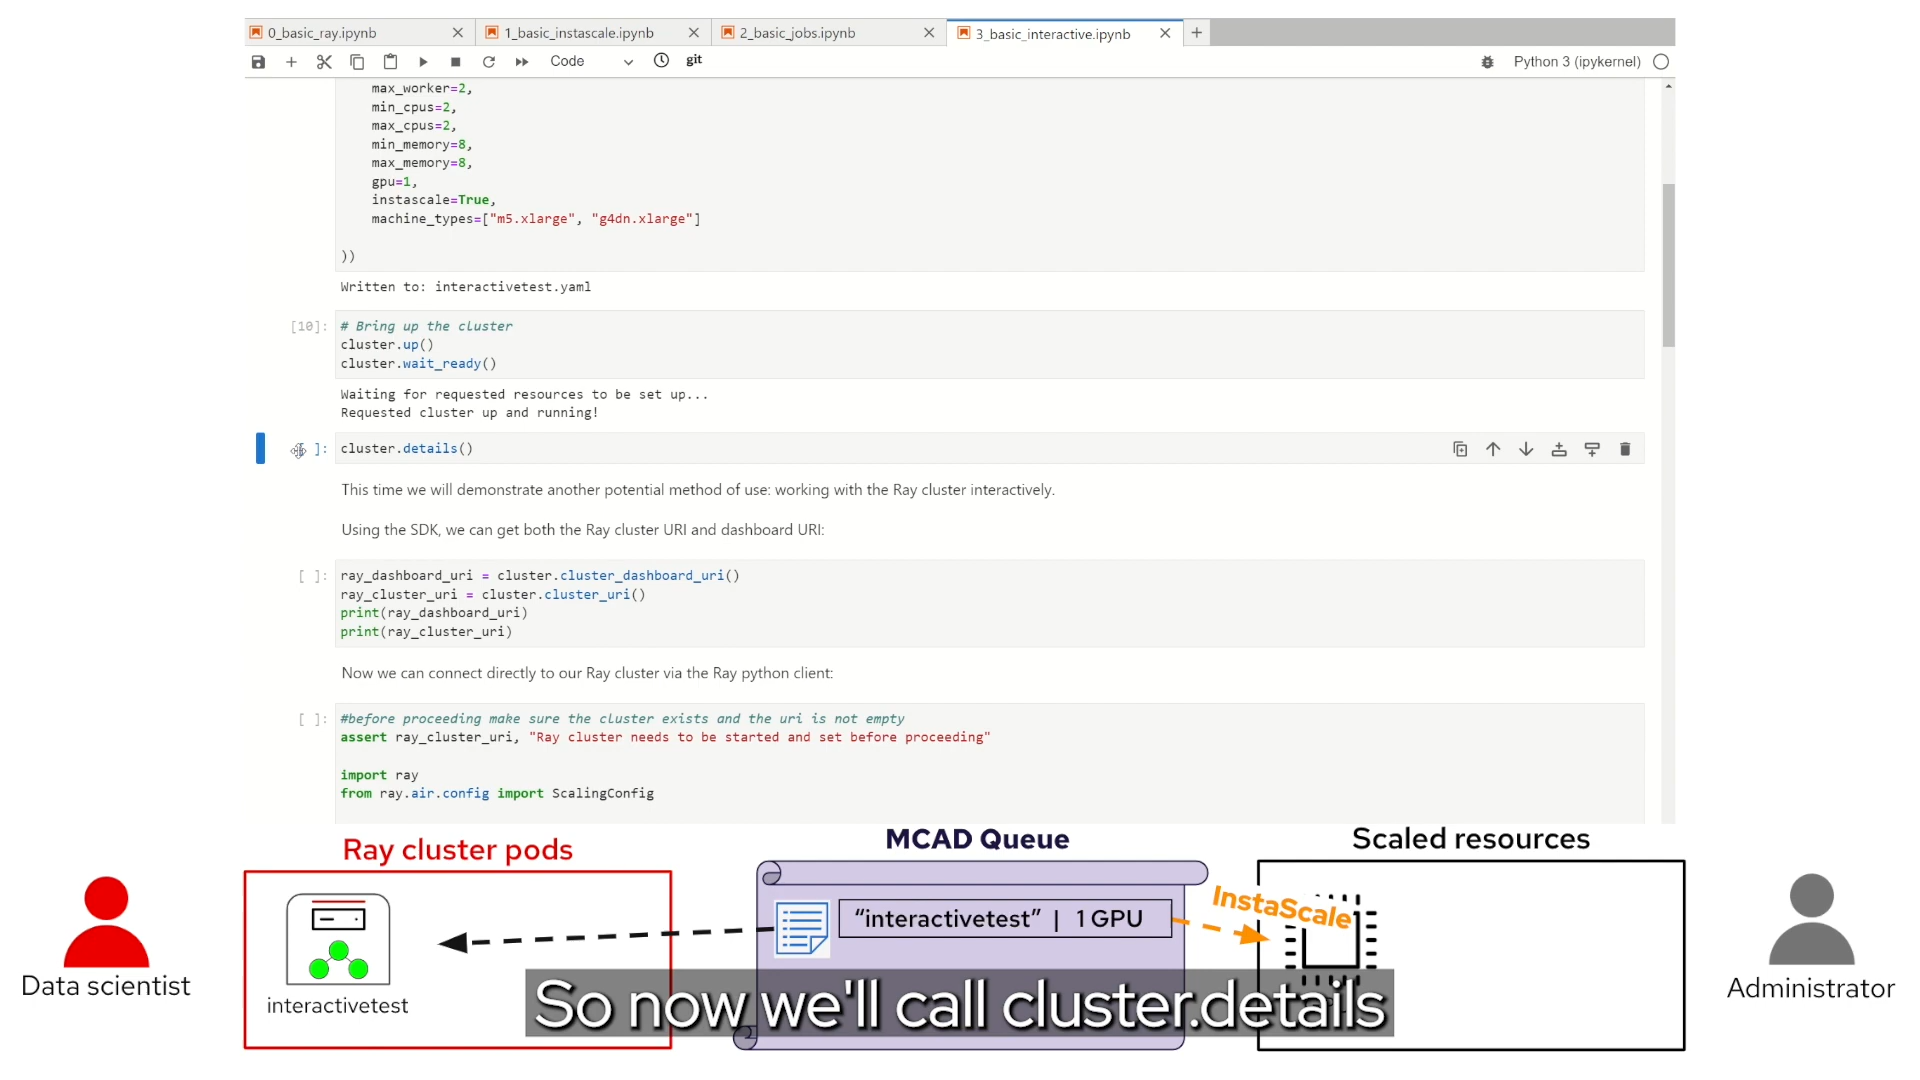 0_basic_ray.ipynb
1_basic_instascale.ipynb
2_basic_jobs.ipynb
3_basic_interactive.ipynb
Code
git
Python 3 (ipykernel)
max_worker=2,
min_cpus=2,
max_cpus=2,
min_memory=8,
max_memory=8,
gpu=1,
instascale=True,
machine_types=["m5.xlarge", "g4dn.xlarge"]
))
Written to: interactivetest.yaml
[10]:
# Bring up the cluster
cluster.up()
cluster.wait_ready()
Waiting for requested resources to be set up...
Requested cluster up and running!
]:
cluster.details()
This time we will demonstrate another potential method of use: working with the Ray cluster interactively.
Using the SDK, we can get both the Ray cluster URI and dashboard URI:
[ ]:
ray_dashboard_uri = cluster.cluster_dashboard_uri()
ray_cluster_uri = cluster.cluster_uri()
print(ray_dashboard_uri)
print(ray_cluster_uri)
Now we can connect directly to our Ray cluster via the Ray python client:
[ ]:
#before proceeding make sure the cluster exists and the uri is not empty
assert ray_cluster_uri, "Ray cluster needs to be started and set before proceeding"
import ray
from ray.air.config import ScalingConfig
Ray cluster pods
MCAD Queue
Scaled resources
InstaScale
"interactivetest" | 1 GPU
Data scientist
interactivetest
Administrator
So now we'll call cluster.details